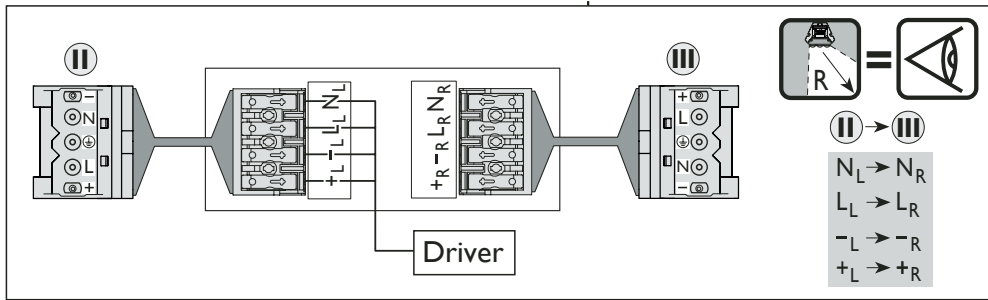 II
III
R
=
−
N
L
+
N_L
L_L
-_L
+_L
N_R
L_R
-_R
+_R
+
L
N
−
Driver
II → III
N_L → N_R
L_L → L_R
-_L → -_R
+_L → +_R